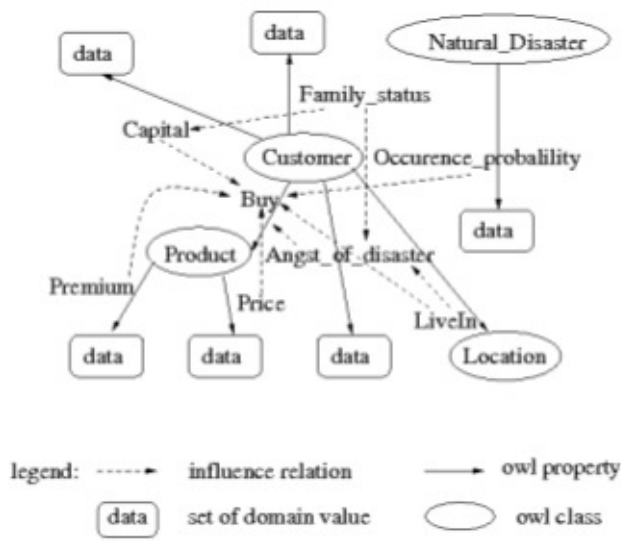 data
data
Natural_Disaster
Family_status
Capital
Customer
Occurence_probalility
Buy
data
Product
Angst_of_disaster
Premium
Price
LiveIn
data
data
data
Location
legend:
influence relation
owl property
data
set of domain value
owl class